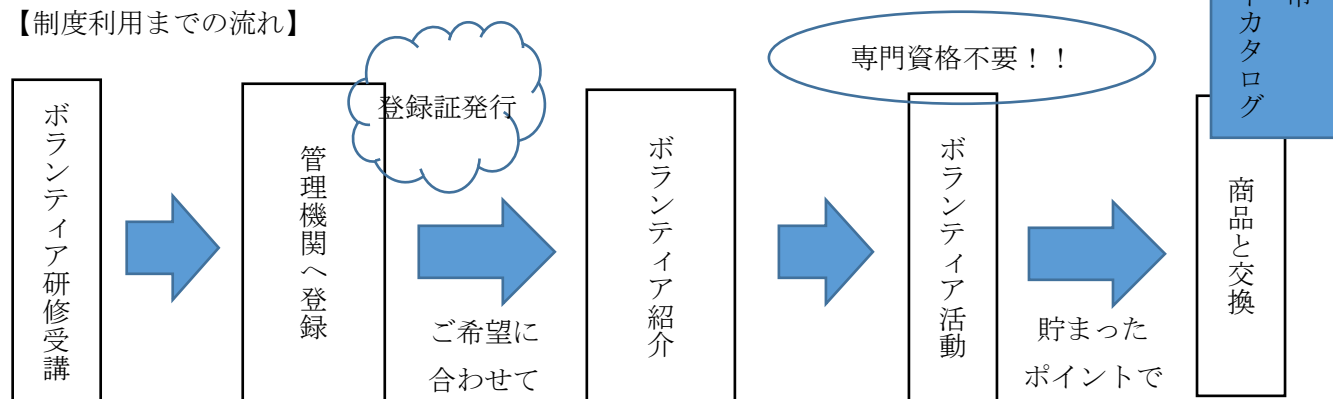 【制度利用までの流れ】
ボランティア研修受講
管理機関へ登録
登録証発行
ご希望に
合わせて
ボランティア紹介
専門資格不要！！
ボランティア活動
貯まった
ポイントで
商品と交換
カタログ